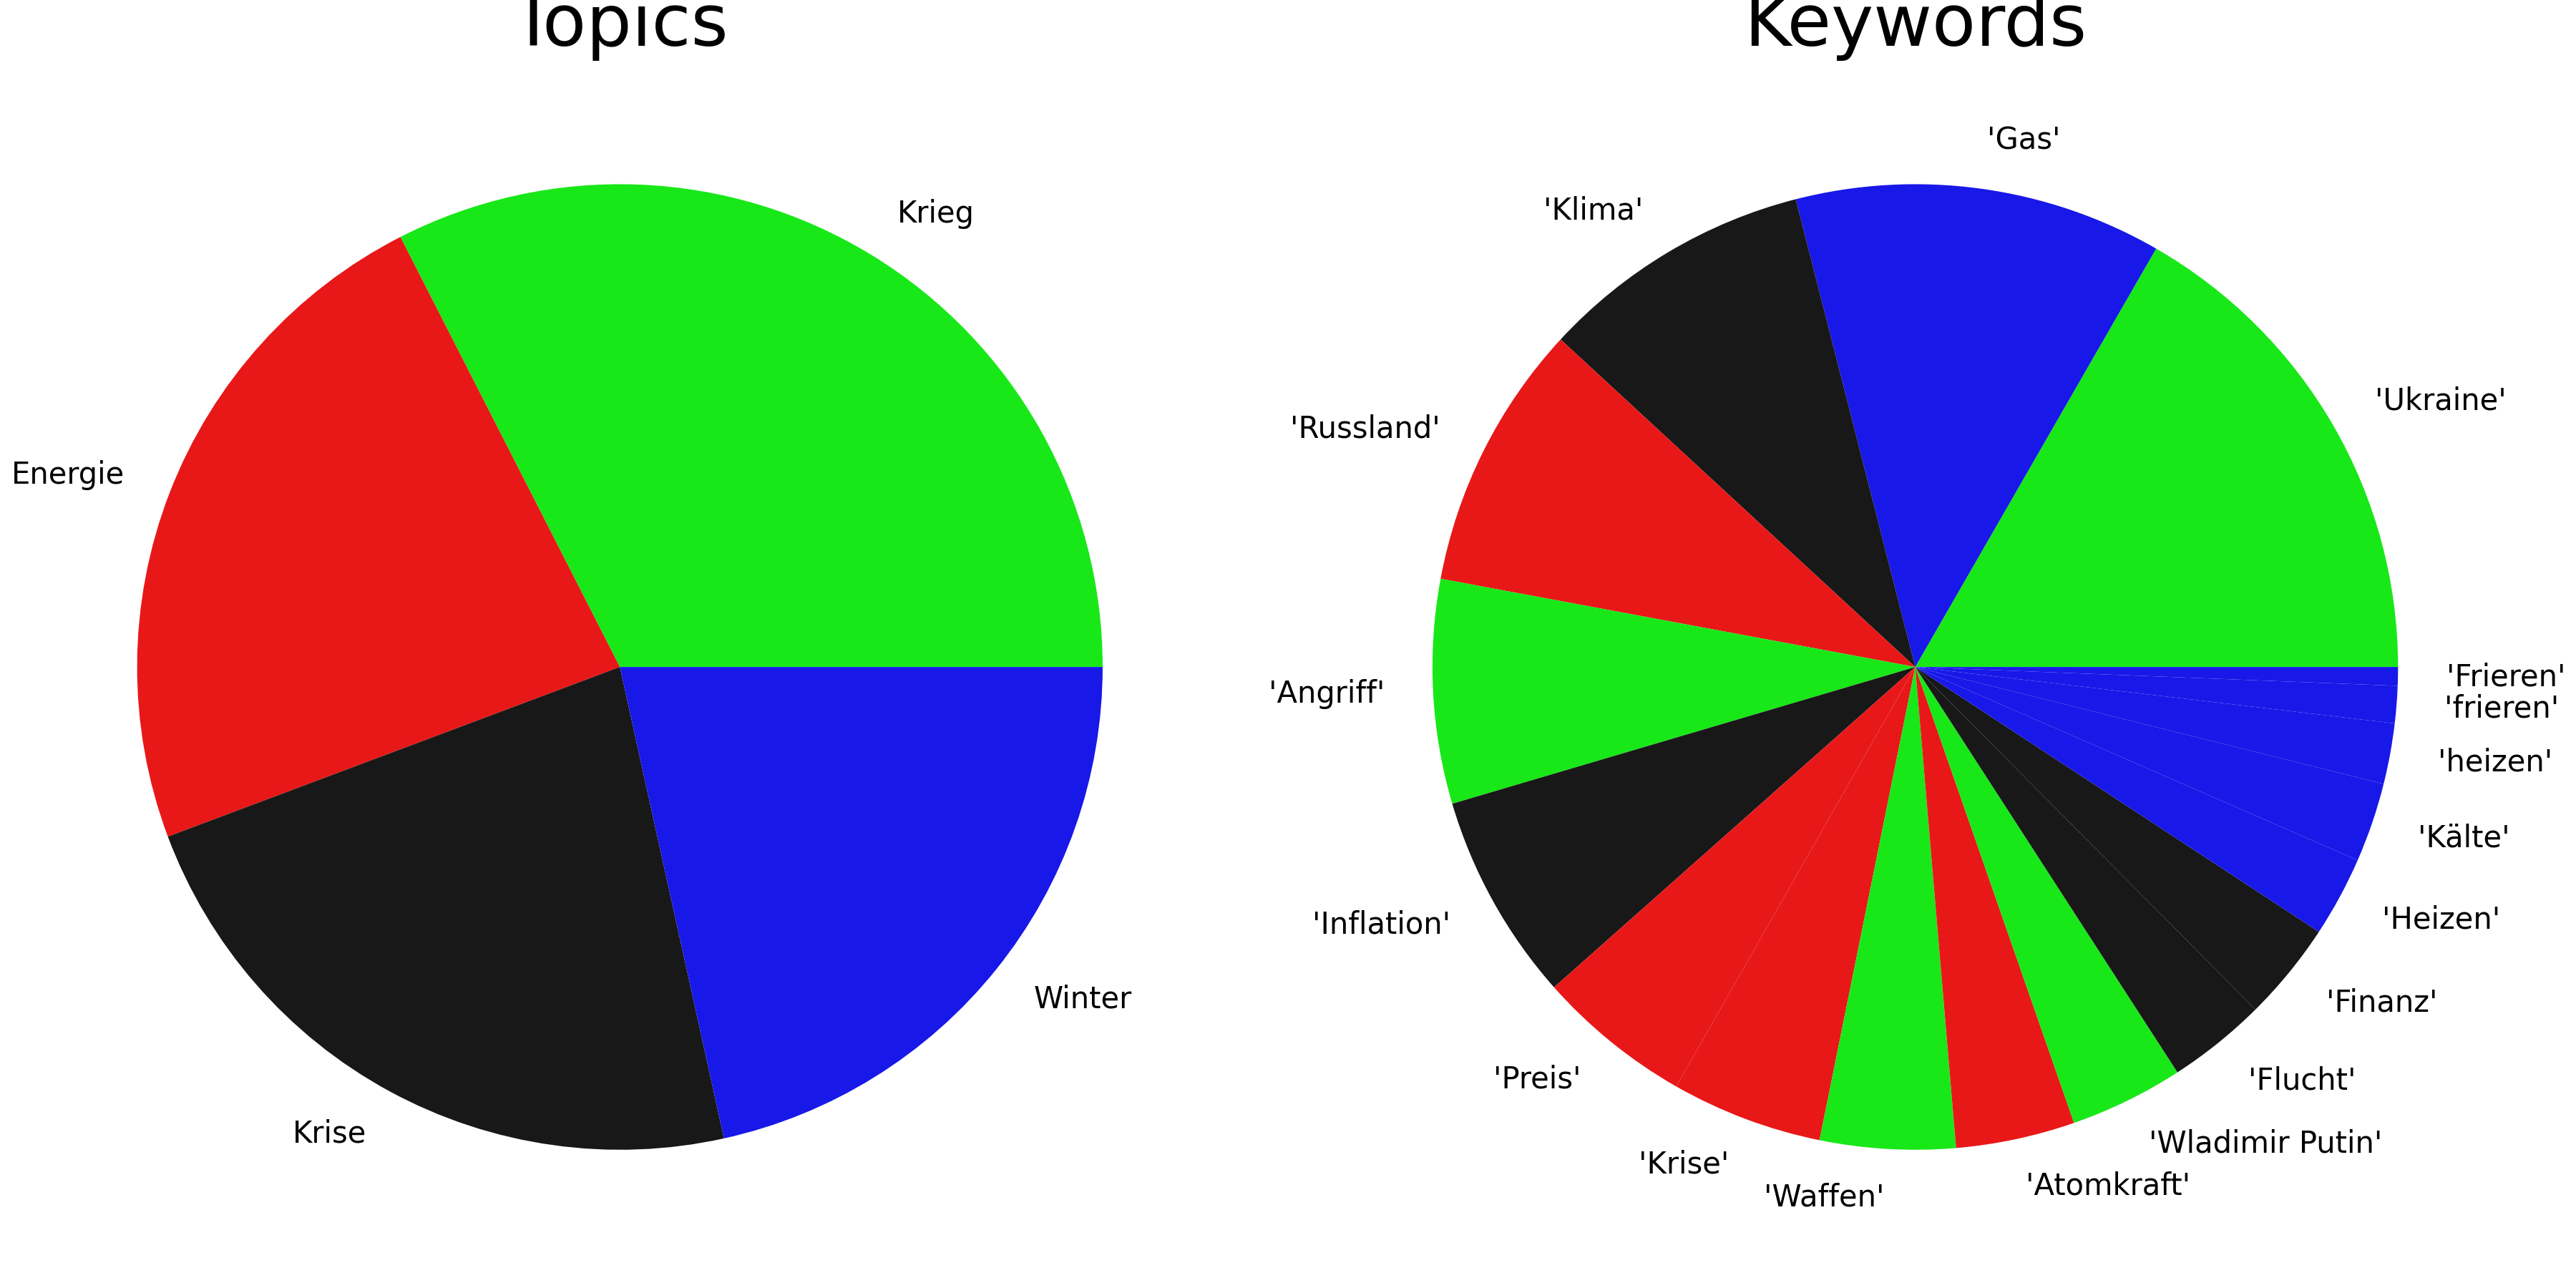 Topics
Krieg
Energie
Krise
Winter
Keywords
'Gas'
'Klima'
'Ukraine'
'Russland'
'Angriff'
'Inflation'
'Preis'
'Krise'
'Waffen'
'Atomkraft'
'Wladimir Putin'
'Flucht'
'Finanz'
'Heizen'
'Kälte'
'heizen'
'frieren'
'Frieren'